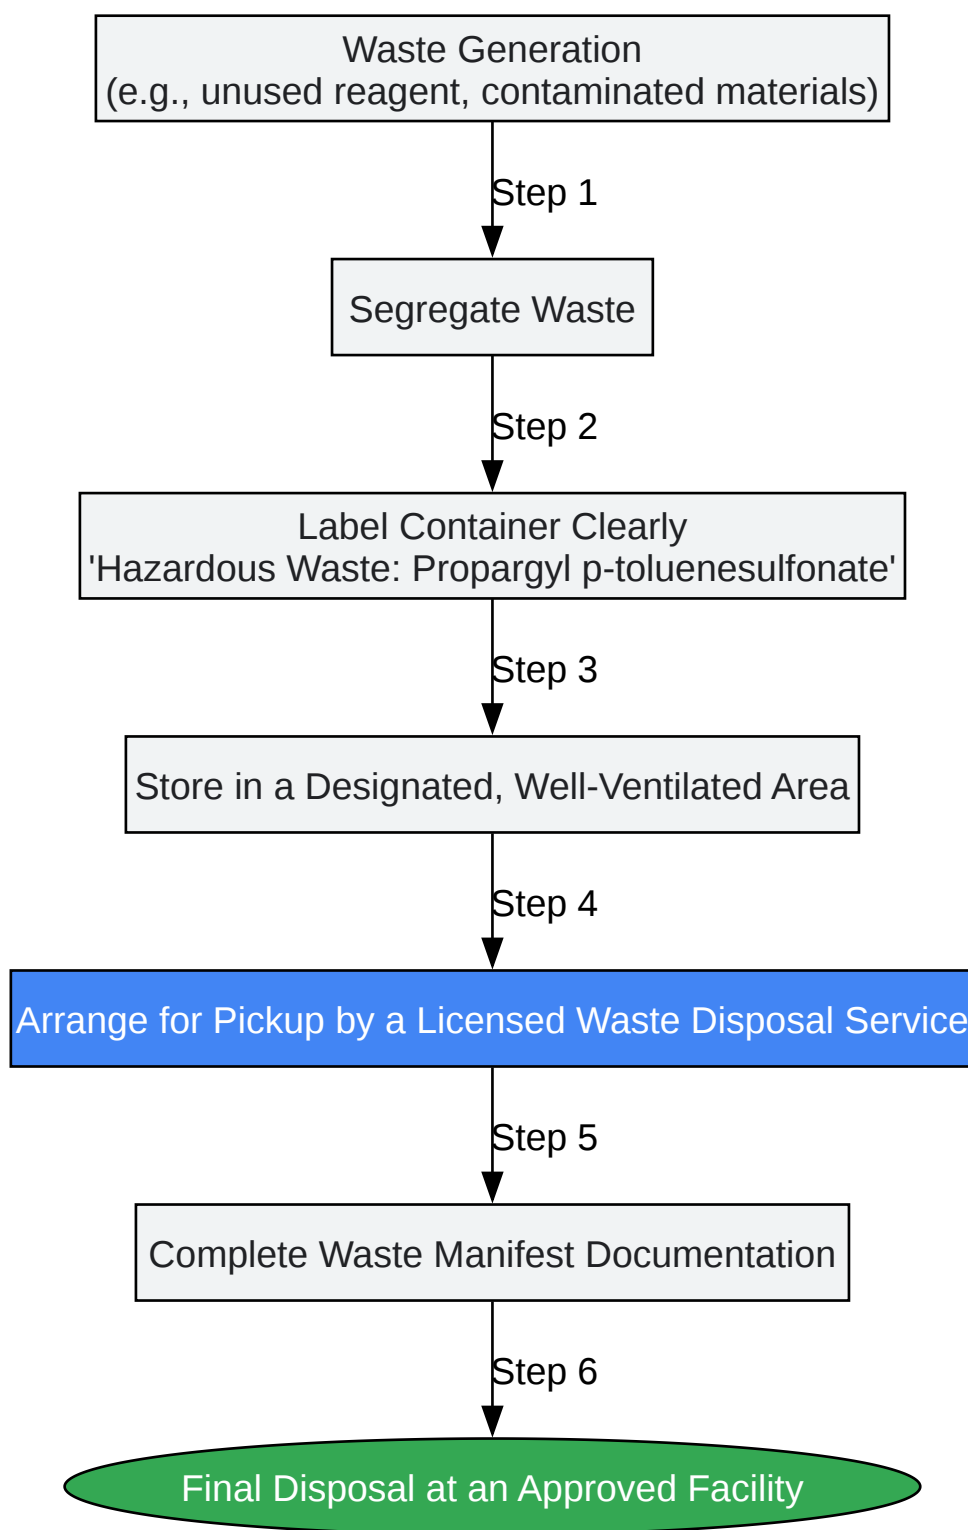 Waste Generation
(e.g., unused reagent, contaminated materials)
Step 1
Segregate Waste
Step 2
Label Container Clearly
'Hazardous Waste: Propargyl p-toluenesulfonate'
Step 3
Store in a Designated, Well-Ventilated Area
Step 4
Arrange for Pickup by a Licensed Waste Disposal Service
Step 5
Complete Waste Manifest Documentation
Step 6
Final Disposal at an Approved Facility